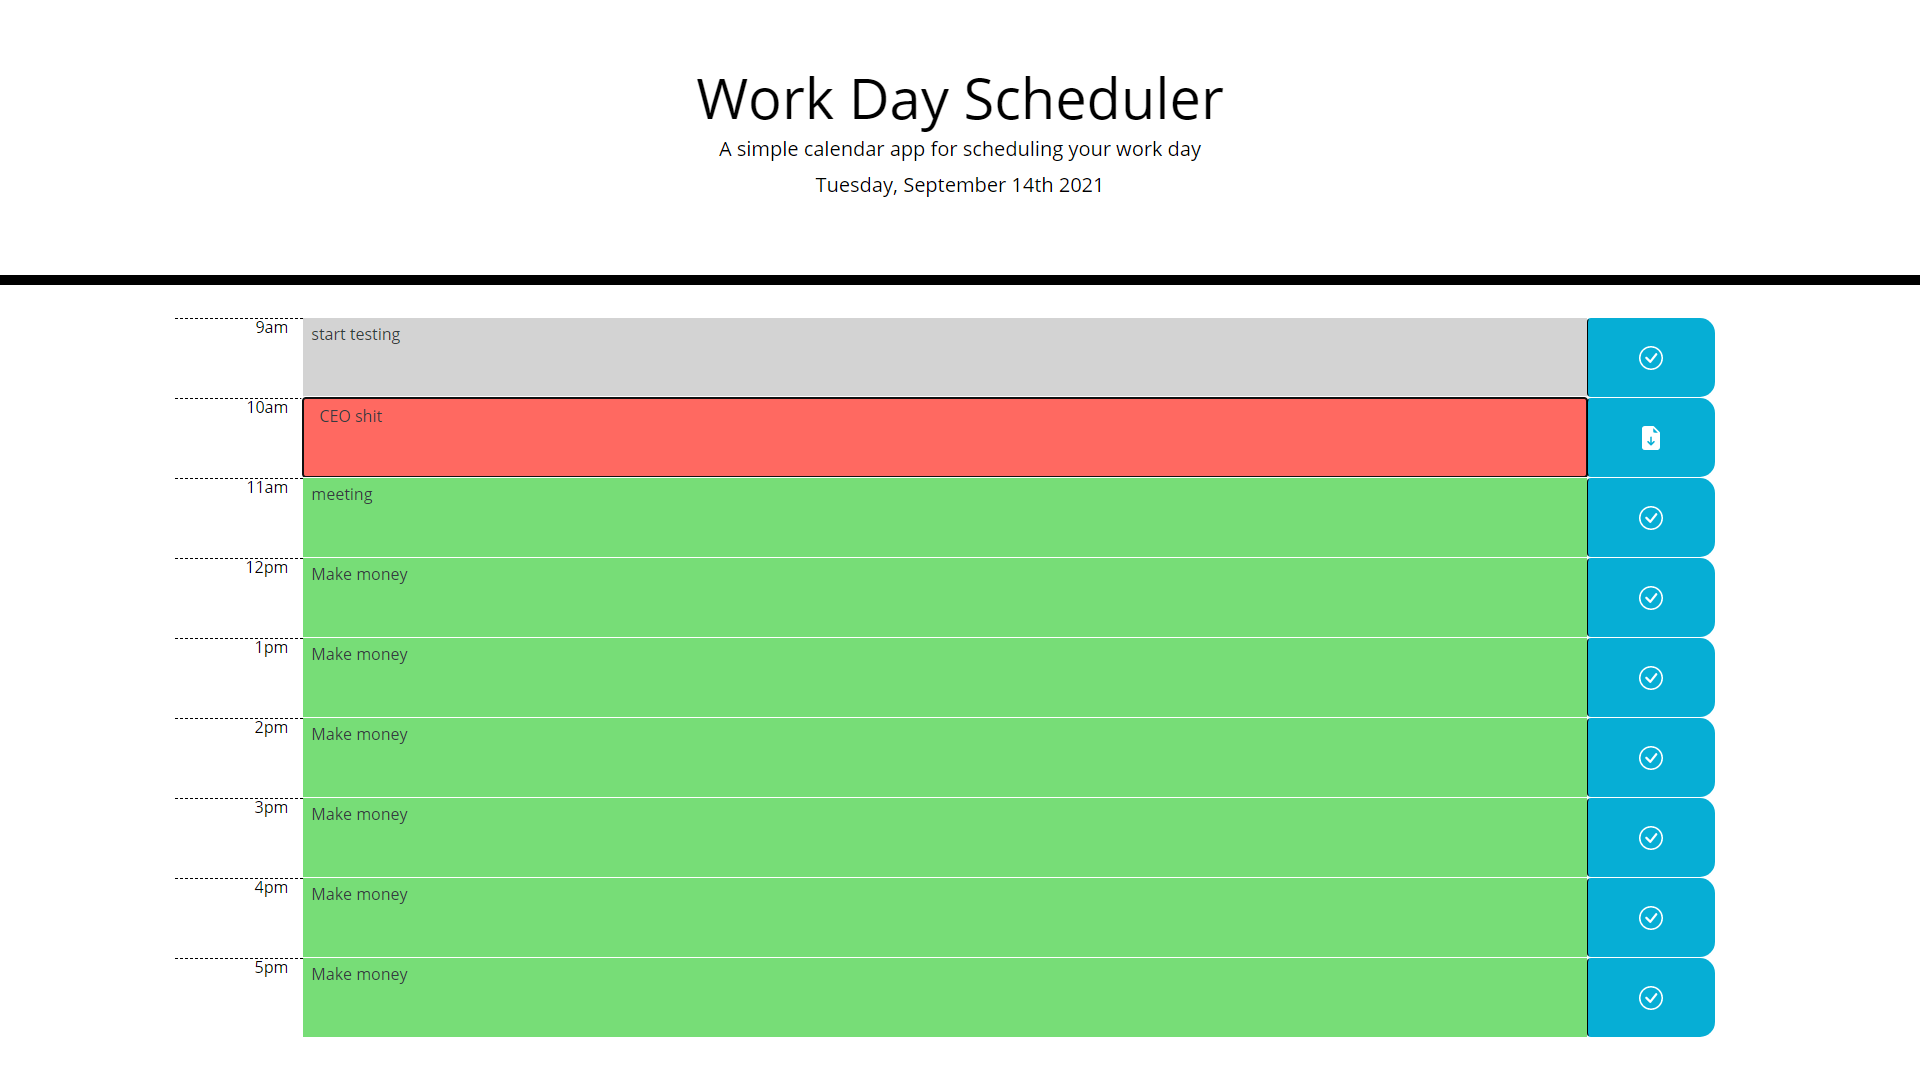 Work Day Scheduler
A simple calendar app for scheduling your work day
Tuesday, September 14th 2021
9am
start testing
10am
CEO shit
11am
meeting
12pm
Make money
1pm
Make money
2pm
Make money
3pm
Make money
4pm
Make money
5pm
Make money